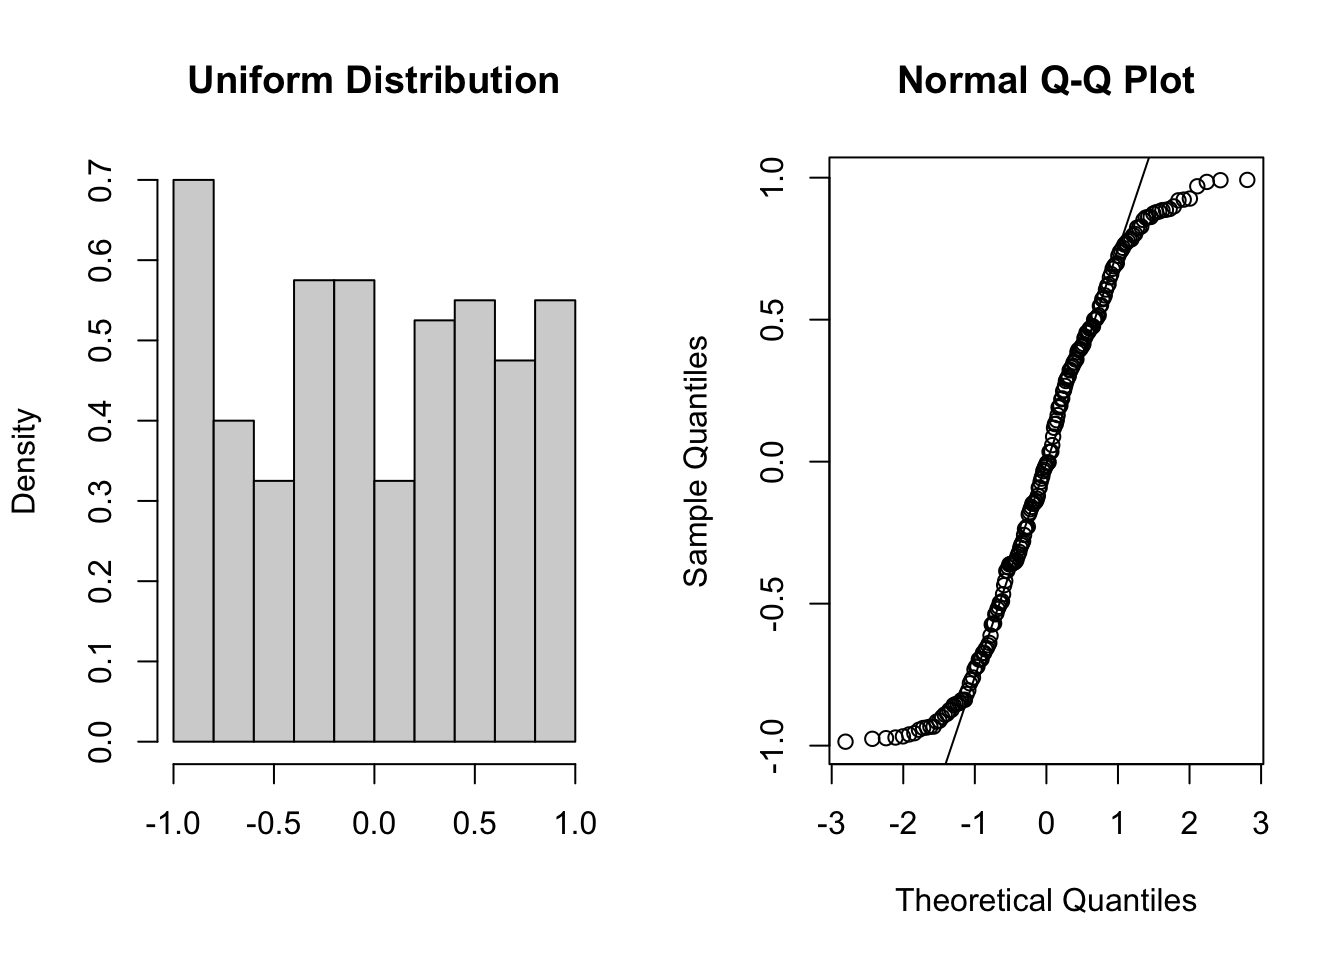 Uniform Distribution
Density
0.0 0.1 0.2 0.3 0.4 0.5 0.6 0.7
-1.0 -0.5 0.0 0.5 1.0
Normal Q-Q Plot
Sample Quantiles
-1.0 -0.5 0.0 0.5 1.0
-3 -2 -1 0 1 2 3
Theoretical Quantiles